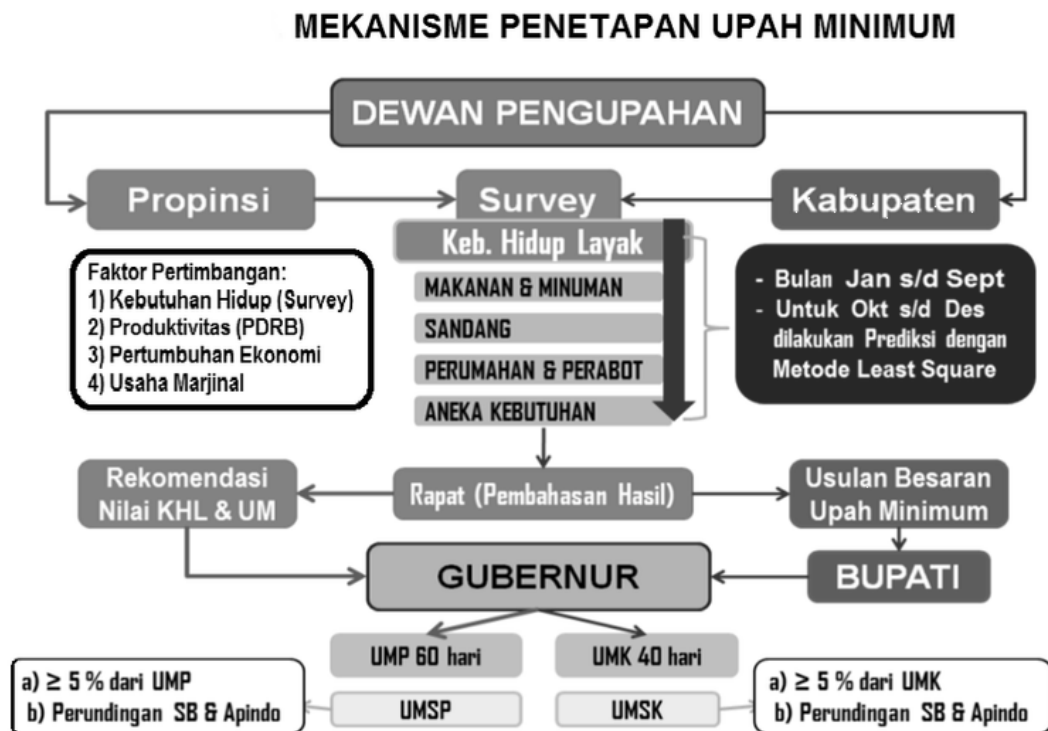 MEKANISME PENETAPAN UPAH MINIMUM
DEWAN PENGUPAHAN
Propinsi
Survey
Kabupaten
Keb. Hidup Layak
Faktor Pertimbangan:
1) Kebutuhan Hidup (Survey)
2) Produktivitas (PDRB)
3) Pertumbuhan Ekonomi
4) Usaha Marjinal
MAKANAN & MINUMAN
SANDANG
PERUMAHAN & PERABOT
ANEKA KEBUTUHAN
- Bulan Jan s/d Sept
- Untuk Okt s/d Des
dilakukan Prediksi dengan
Metode Least Square
Rekomendasi
Nilai KHL & UM
Rapat (Pembahasan Hasil)
Usulan Besaran
Upah Minimum
GUBERNUR
BUPATI
UMP 60 hari
UMK 40 hari
a) ≥ 5 % dari UMP
b) Perundingan SB & Apindo
UMSP
UMSK
a) ≥ 5 % dari UMK
b) Perundingan SB & Apindo